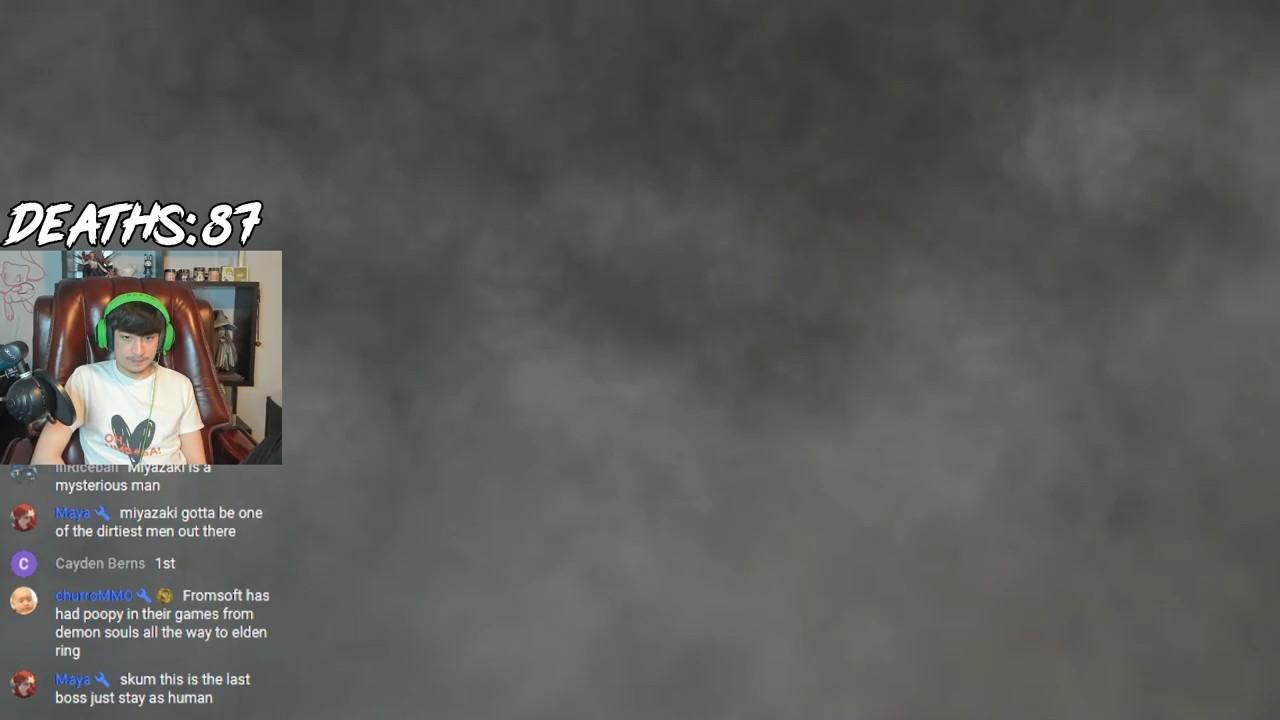 DEATHS:87
Miyazaki is a
mysterious man
Maya miyazaki gotta be one
of the dirtiest men out there
C Cayden Berns 1st
churroMMO Fromsoft has
had poopy in their games from
demon souls all the way to elden
ring
Maya skum this is the last
boss just stay as human